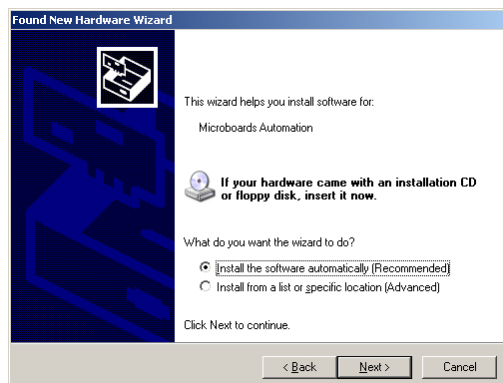 Found New Hardware Wizard
This wizard helps you install software for:
Microboards Automation
If your hardware came with an installation CD
or floppy disk, insert it now.
What do you want the wizard to do?
Install the software automatically (Recommended)
Install from a list or specific location (Advanced)
Click Next to continue.
< Back
Next >
Cancel